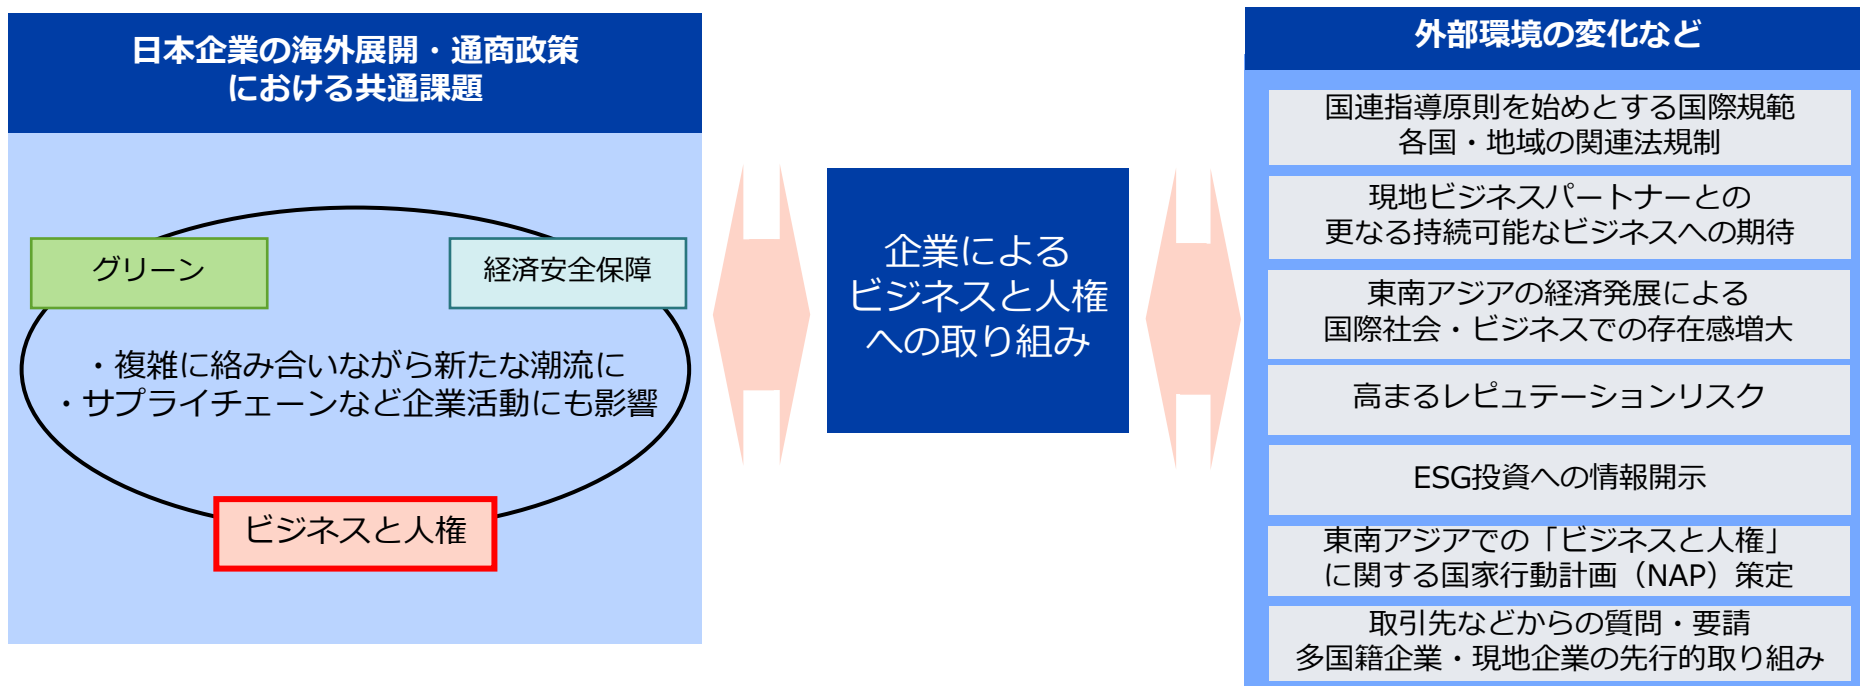 日本企業の海外展開・通商政策
における共通課題
グリーン
経済安全保障
・複雑に絡み合いながら新たな潮流に
・サプライチェーンなど企業活動にも影響
ビジネスと人権
企業による
ビジネスと人権
への取り組み
外部環境の変化など
国連指導原則を始めとする国際規範
各国・地域の関連法規制
現地ビジネスパートナーとの
更なる持続可能なビジネスへの期待
東南アジアの経済発展による
国際社会・ビジネスでの存在感増大
高まるレピュテーションリスク
ESG投資への情報開示
東南アジアでの「ビジネスと人権」
に関する国家行動計画（NAP）策定
取引先などからの質問・要請
多国籍企業・現地企業の先行的取り組み